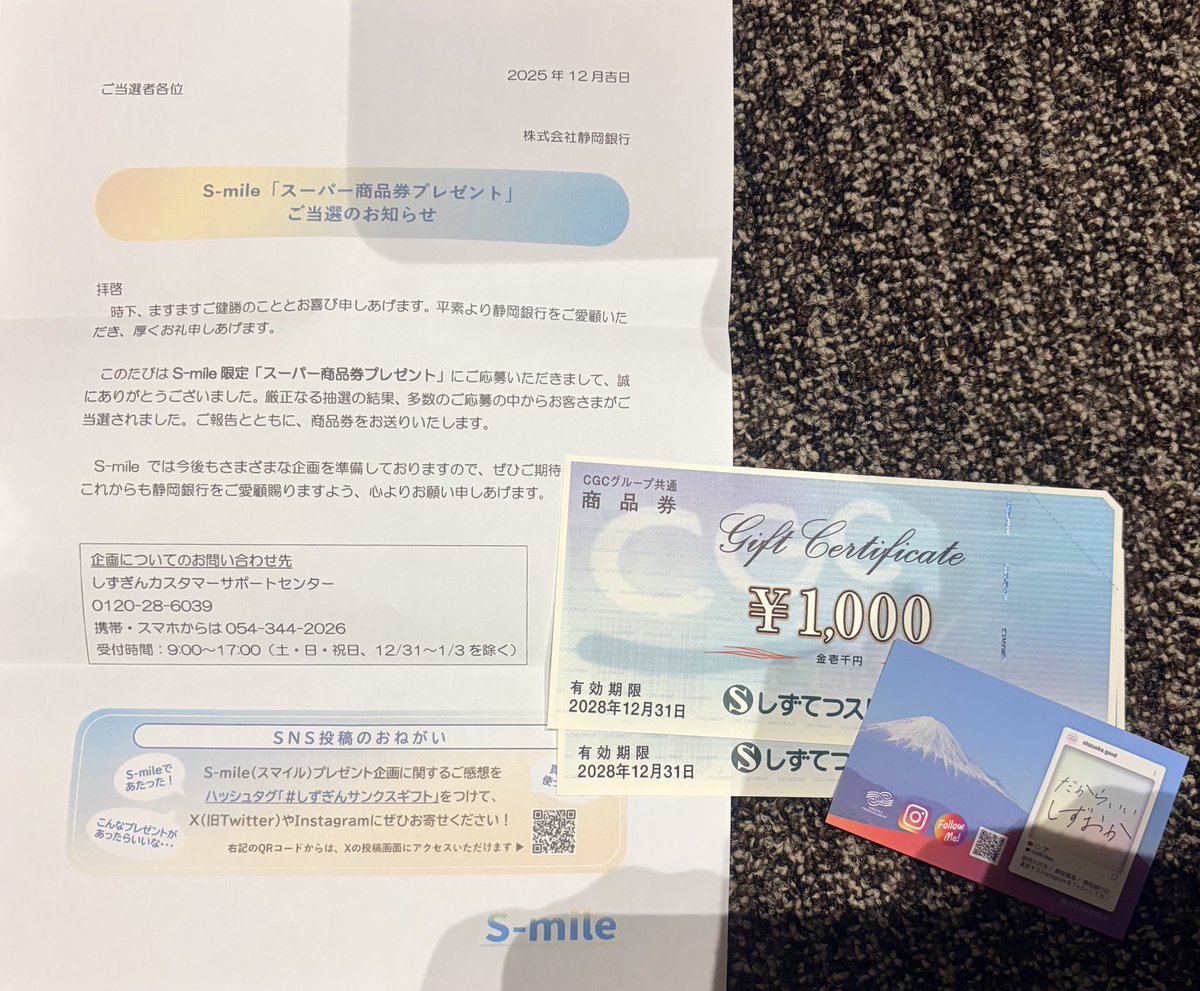 ご当選者各位
2025年12月吉日
株式会社静岡銀行
S-mile「スーパー商品券プレゼント」
ご当選のお知らせ
拝啓
時下、ますますご健勝のこととお喜び申しあげます。平素より静岡銀行をご愛顧いた
だき、厚くお礼申しあげます。
このたびは S-mile 限定「スーパー商品券プレゼント」にご応募いただきまして、誠
にありがとうございました。厳正なる抽選の結果、多数のご応募の中からお客さまがご
当選されました。ご報告とともに、商品券をお送りいたします。
S-mile では今後もさまざまな企画を準備しておりますので、ぜひご期待
これからも静岡銀行をご愛顧賜りますよう、心よりお願い申しあげます。
企画についてのお問い合わせ先
しずぎんカスタマーサポートセンター
0120-28-6039
携帯・スマホからは 054-344-2026
受付時間：9:00～17:00（土・日・祝日、12/31～1/3 を除く）
SNS投稿のおねがい
S-mileで
あたった！
こんなプレゼントが
あったらいいな・・・
S-mile(スマイル)プレゼント企画に関するご感想を
ハッシュタグ「#しずぎんサンクスギフト」をつけて、
X(旧Twitter)やInstagramにぜひお寄せください！
右記のQRコードからは、Xの投稿画面にアクセスいただけます▶
S-mile
CGCグループ共通
商品券
Gift Certificate
¥1,000
金壱千円
有効期限
2028年12月31日
Sしずてつス
有効期限
2028年12月31日
Sしずてつ
shizuoka.good
だからいい
しずおか
Follow
Me!